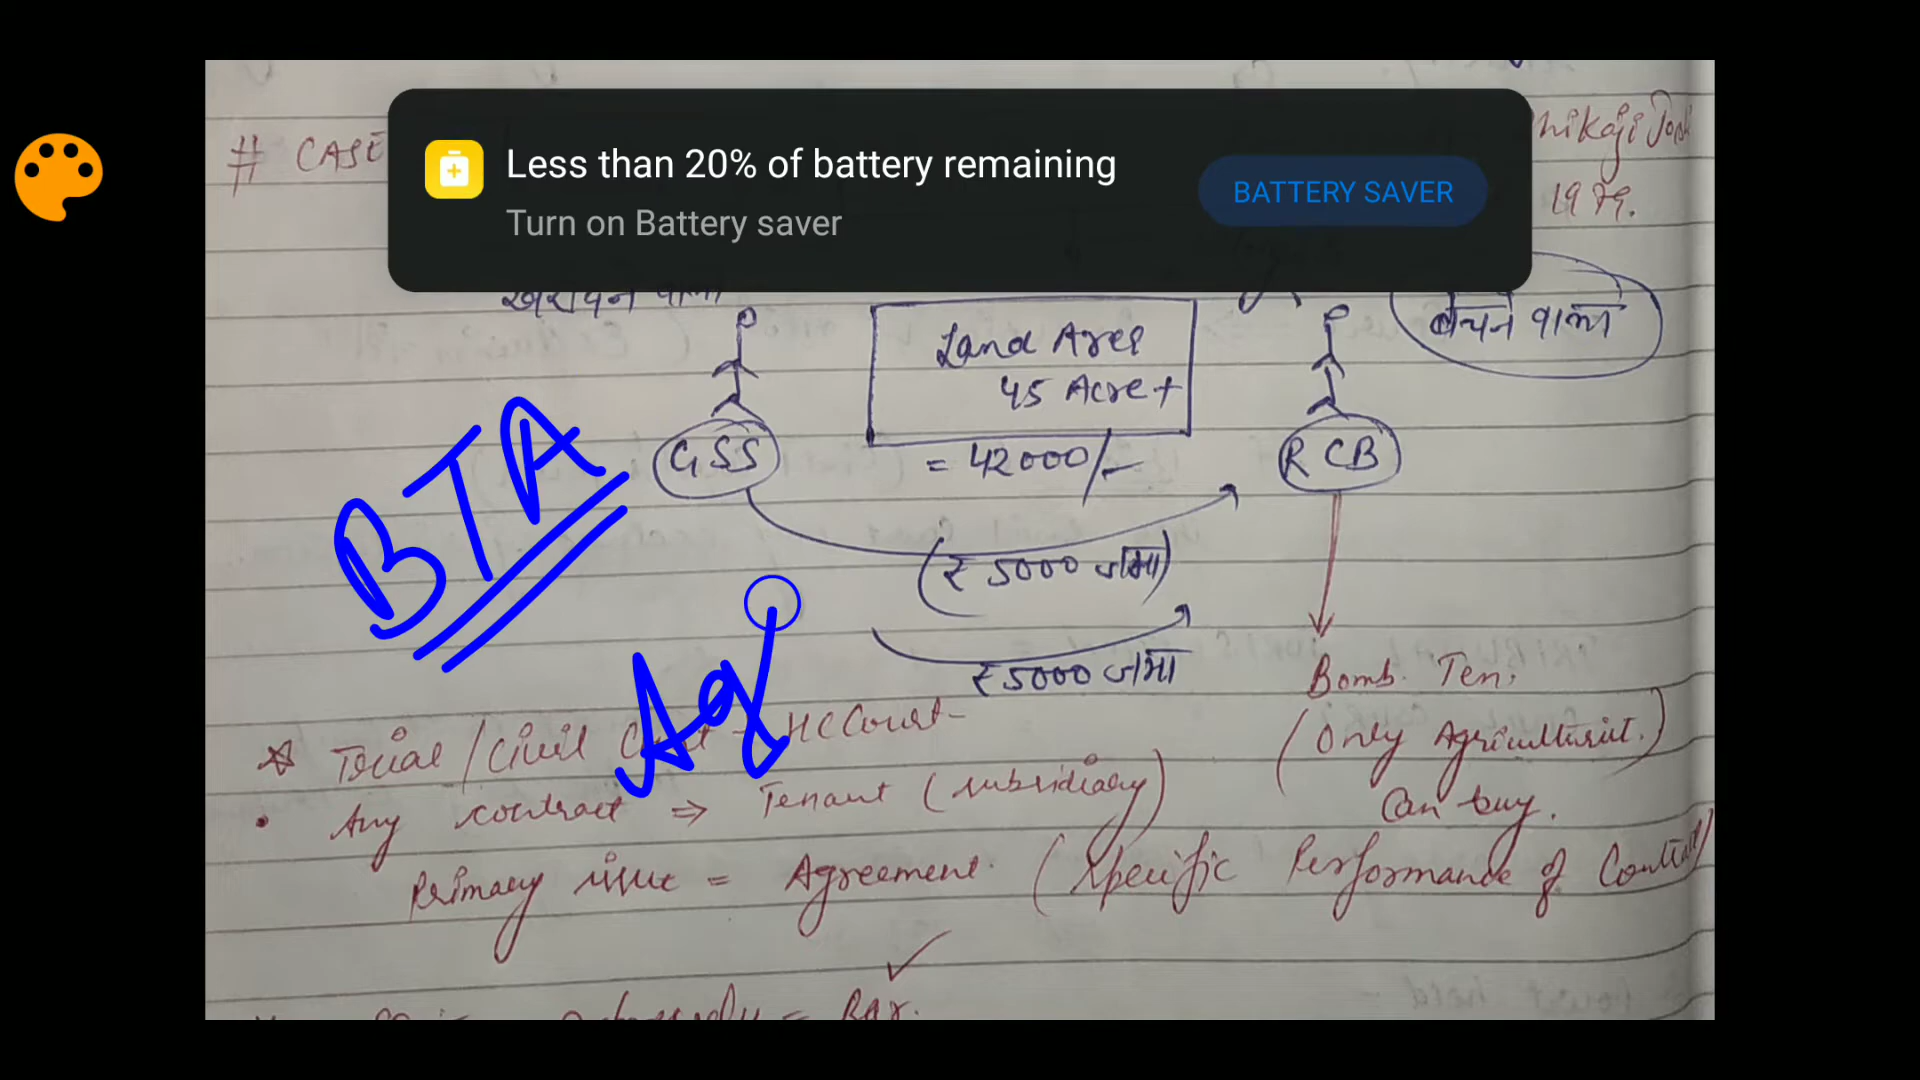 # CASE
Less than 20% of battery remaining
Turn on Battery saver
BATTERY SAVER
1979.
बेचने वाला
Land Area
45 Acre +
GSS
= 42000/-
RCB
BTA
(₹ 5000 जमा)
₹ 5000 जमा
Ag
Bomb. Ten.
(Only Agriculturist.)
Can buy.
Trial / Civil Court - HC Court-
• Any contract ⇒ Tenant (subsidiary)
Primary issue = Agreement. (Specific Performance of Contract)
= Bar.